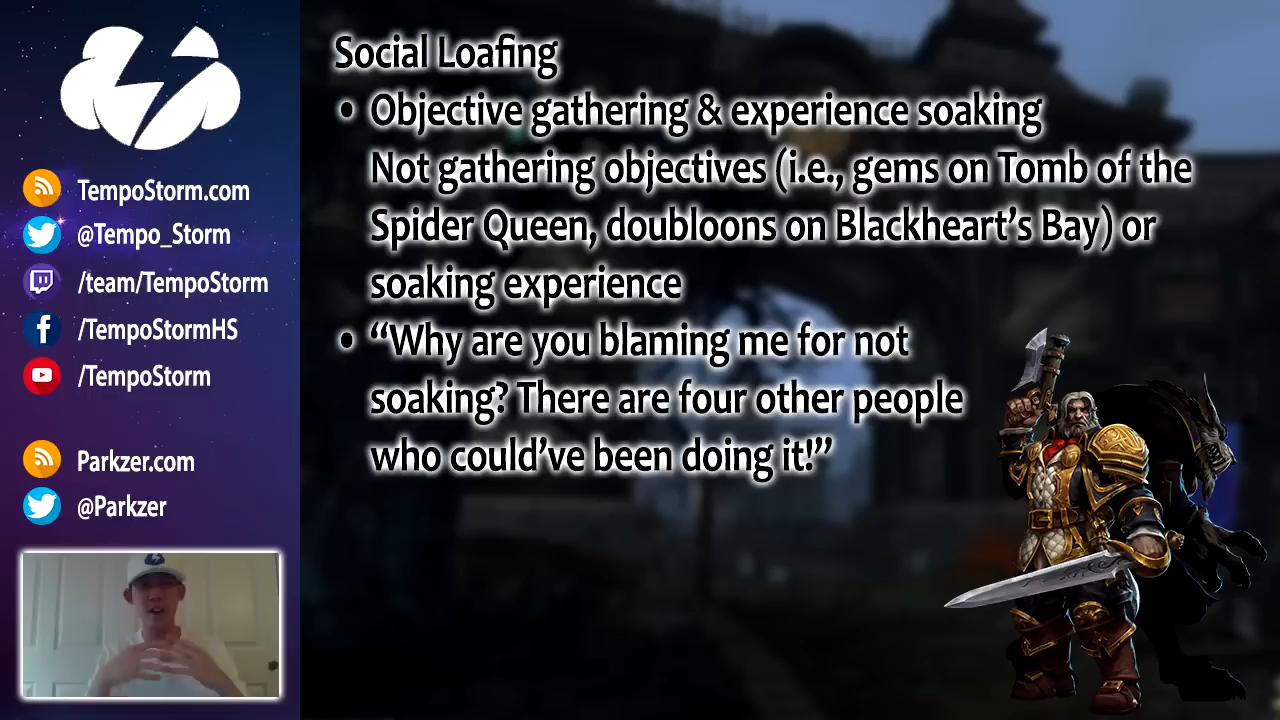 TempoStorm.com
@Tempo_Storm
/team/TempoStorm
/TempoStormHS
/TempoStorm
Parkzer.com
@Parkzer
Social Loafing
• Objective gathering & experience soaking
Not gathering objectives (i.e., gems on Tomb of the
Spider Queen, doubloons on Blackheart’s Bay) or
soaking experience
• “Why are you blaming me for not
soaking? There are four other people
who could’ve been doing it!”